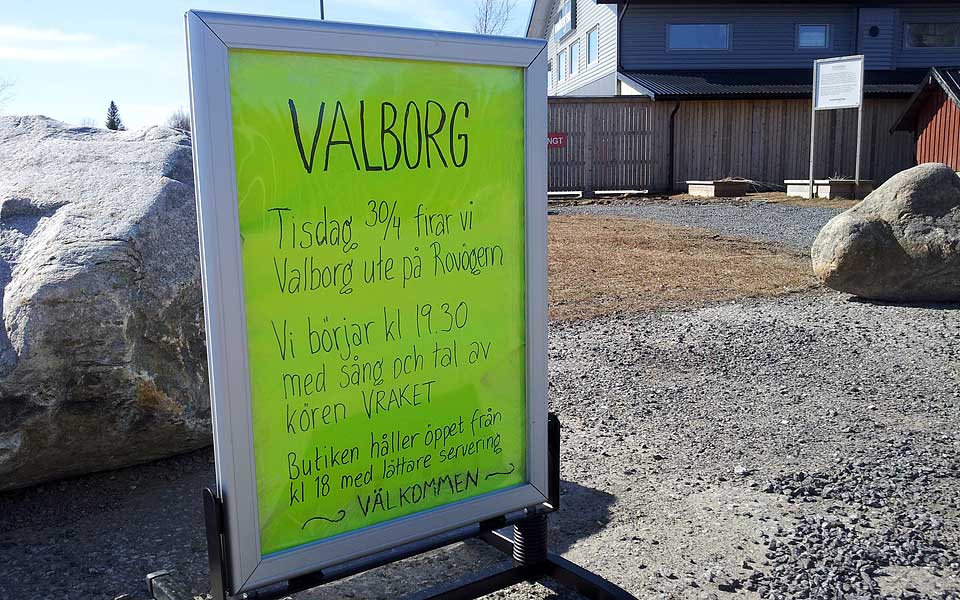 VALBORG
Tisdag 30/4 firar vi
Valborg ute på Rovögern
Vi börjar kl 19.30
med sång och tal av
kören VRAKET
Butiken håller öppet från
kl 18 med lättare servering
~ VÄLKOMMEN ~
NGT